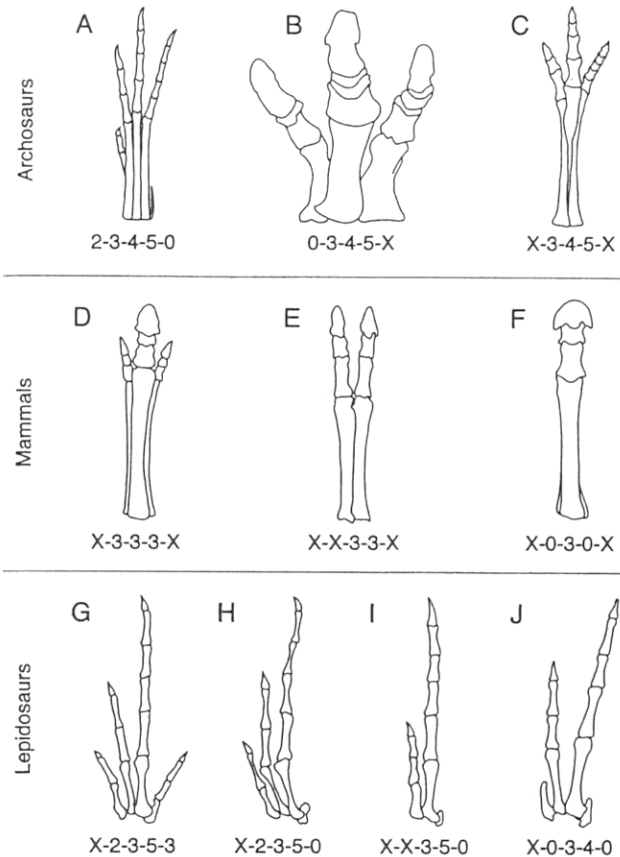 Archosaurs
A B C
2-3-4-5-0 0-3-4-5-X X-3-4-5-X
Mammals
D E F
X-3-3-3-X X-X-3-3-X X-0-3-0-X
Lepidosaurs
G H I J
X-2-3-5-3 X-2-3-5-0 X-X-3-5-0 X-0-3-4-0